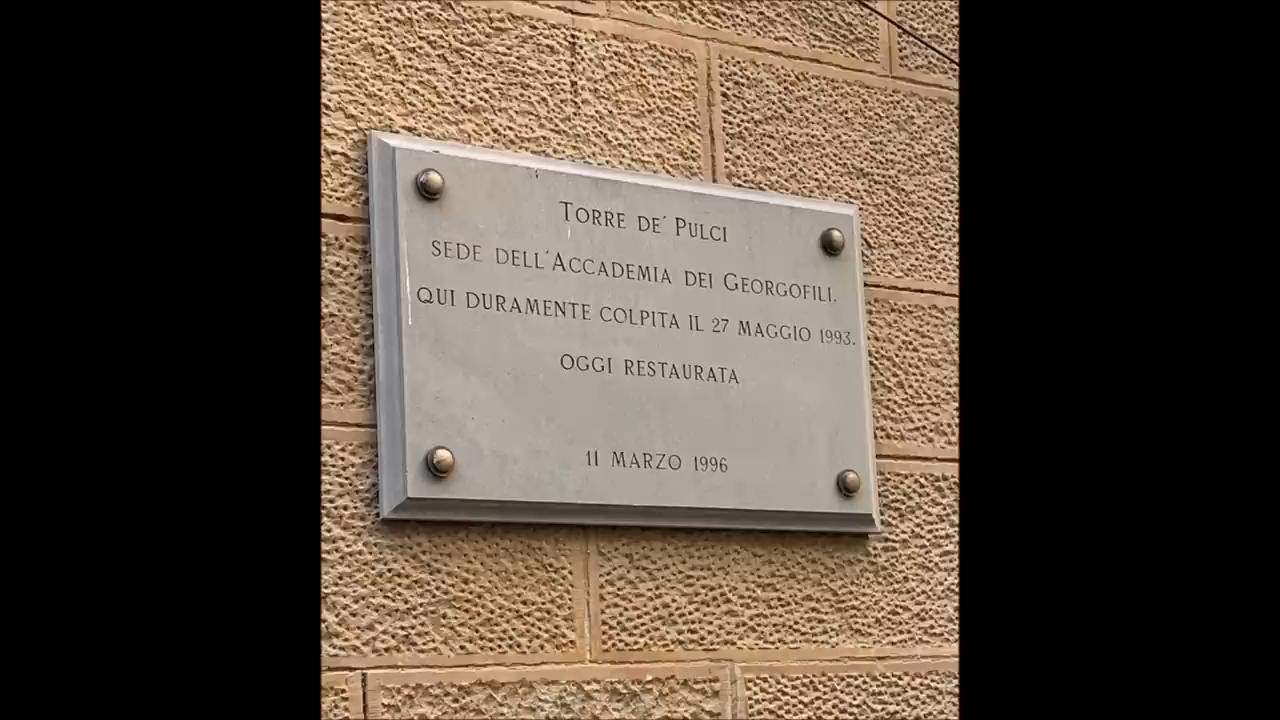 TORRE DE' PULCI
SEDE DELL'ACCADEMIA DEI GEORGOFILI.
QUI DURAMENTE COLPITA IL 27 MAGGIO 1993.
OGGI RESTAURATA
11 MARZO 1996